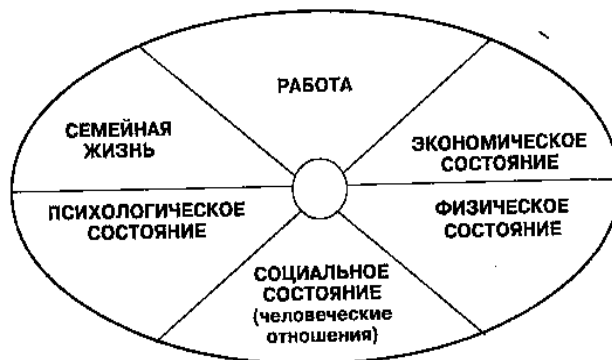 РАБОТА
СЕМЕЙНАЯ
ЖИЗНЬ
ЭКОНОМИЧЕСКОЕ
СОСТОЯНИЕ
ПСИХОЛОГИЧЕСКОЕ
СОСТОЯНИЕ
ФИЗИЧЕСКОЕ
СОСТОЯНИЕ
СОЦИАЛЬНОЕ
СОСТОЯНИЕ
(человеческие
отношения)